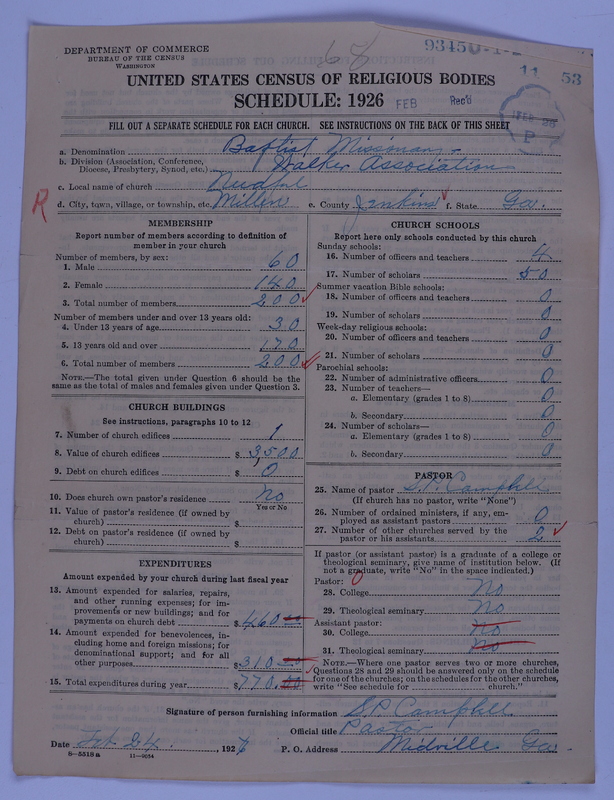 DEPARTMENT OF COMMERCE
BUREAU OF THE CENSUS
WASHINGTON
UNITED STATES CENSUS OF RELIGIOUS BODIES
SCHEDULE: 1926 FEB Rec'd
11 53
FILL OUT A SEPARATE SCHEDULE FOR EACH CHURCH. SEE INSTRUCTIONS ON THE BACK OF THIS SHEET
a. Denomination Baptist Missionary
b. Division (Association, Conference, Diocese, Presbytery, Synod, etc.) Walker Association
c. Local name of church
d. City, town, village, or township, etc. Millen e. County Jenkins f. State Ga.
R
MEMBERSHIP
Report number of members according to definition of member in your church
Number of members, by sex:
1. Male 60
2. Female 140
3. Total number of members 200
Number of members under and over 13 years old:
4. Under 13 years of age 30
5. 13 years old and over 170
6. Total number of members 200
NOTE.—The total given under Question 6 should be the same as the total of males and females given under Question 3.
CHURCH BUILDINGS
See instructions, paragraphs 10 to 12
7. Number of church edifices 1
8. Value of church edifices $ 3,500
9. Debt on church edifices $ 0
10. Does church own pastor's residence No
Yes or No
11. Value of pastor's residence (if owned by church) $
12. Debt on pastor's residence (if owned by church) $
EXPENDITURES
Amount expended by your church during last fiscal year
13. Amount expended for salaries, repairs, and other running expenses; for improvements or new buildings; and for payments on church debt $ 460.00
14. Amount expended for benevolences, including home and foreign missions; for denominational support; and for all other purposes $ 310
15. Total expenditures during year $ 770.00
CHURCH SCHOOLS
Report here only schools conducted by this church
Sunday schools:
16. Number of officers and teachers 4
17. Number of scholars 50
Summer vacation Bible schools:
18. Number of officers and teachers 0
19. Number of scholars 0
Week-day religious schools:
20. Number of officers and teachers 0
21. Number of scholars 0
Parochial schools:
22. Number of administrative officers 0
23. Number of teachers—
a. Elementary (grades 1 to 8) 0
b. Secondary 0
24. Number of scholars—
a. Elementary (grades 1 to 8) 0
b. Secondary 0
PASTOR
25. Name of pastor S.P. Campbell
(If church has no pastor, write "None")
26. Number of ordained ministers, if any, employed as assistant pastors 0
27. Number of other churches served by the pastor or his assistants 2
If pastor (or assistant pastor) is a graduate of a college or theological seminary, give name of institution below. (If not a graduate, write "No" in the space indicated.)
Pastor: 0
28. College No
29. Theological seminary No
Assistant pastor:
30. College No
31. Theological seminary No
NOTE.—Where one pastor serves two or more churches, Questions 28 and 29 should be answered only on the schedule for one of the churches; on the schedules for the other churches, write "See schedule for church."
Signature of person furnishing information S.P. Campbell
Official title Pastor
Date Feb 24, 1927 P. O. Address Midville Ga
8—5518a 11—9054